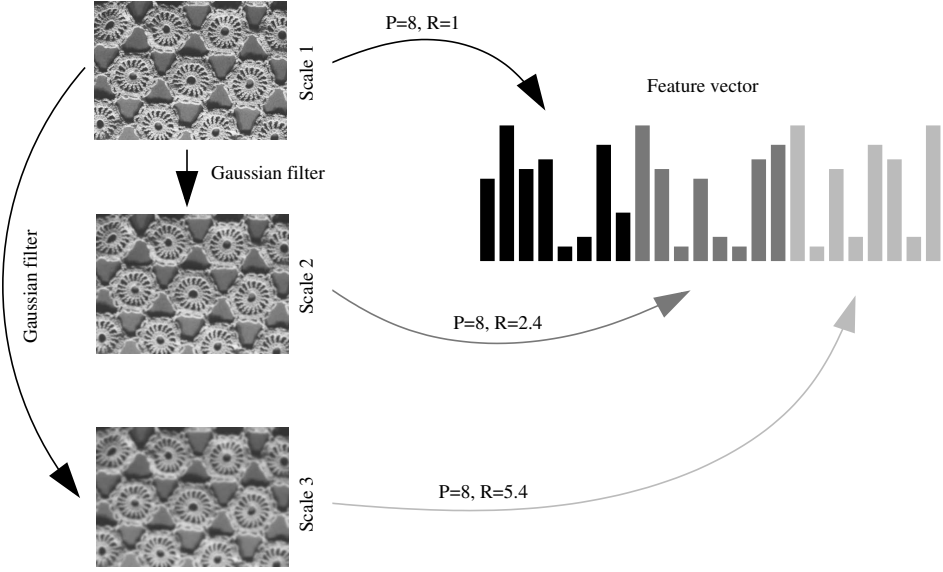 P=8, R=1
Scale 1
Feature vector
Gaussian filter
Gaussian filter
Scale 2
P=8, R=2.4
P=8, R=5.4
Scale 3